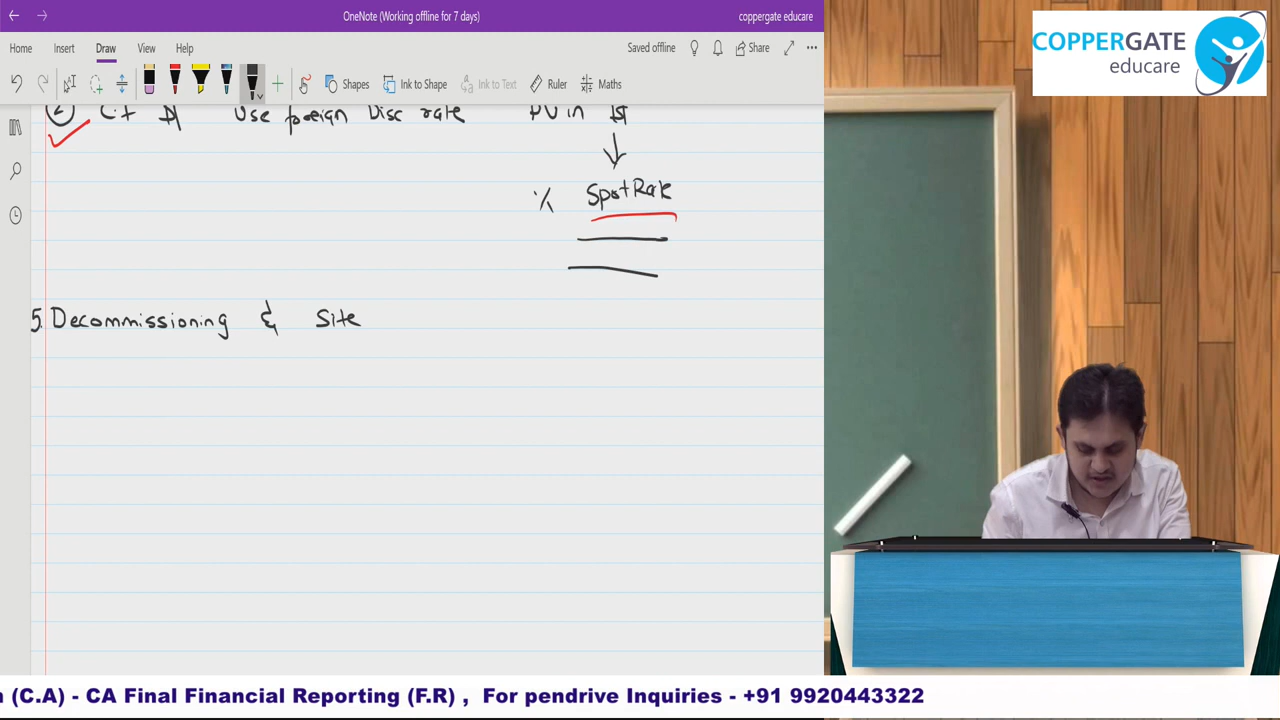 OneNote (Working offline for 7 days)
coppergate educare
Home Insert Draw View Help
Saved offline Share
Shapes Ink to Shape Ink to Text Ruler Maths
② Use foreign Disc rate PV in
Spot Rate
5. Decommissioning & Site
COPPERGATE
educare
(C.A) - CA Final Financial Reporting (F.R) , For pendrive Inquiries - +91 9920443322